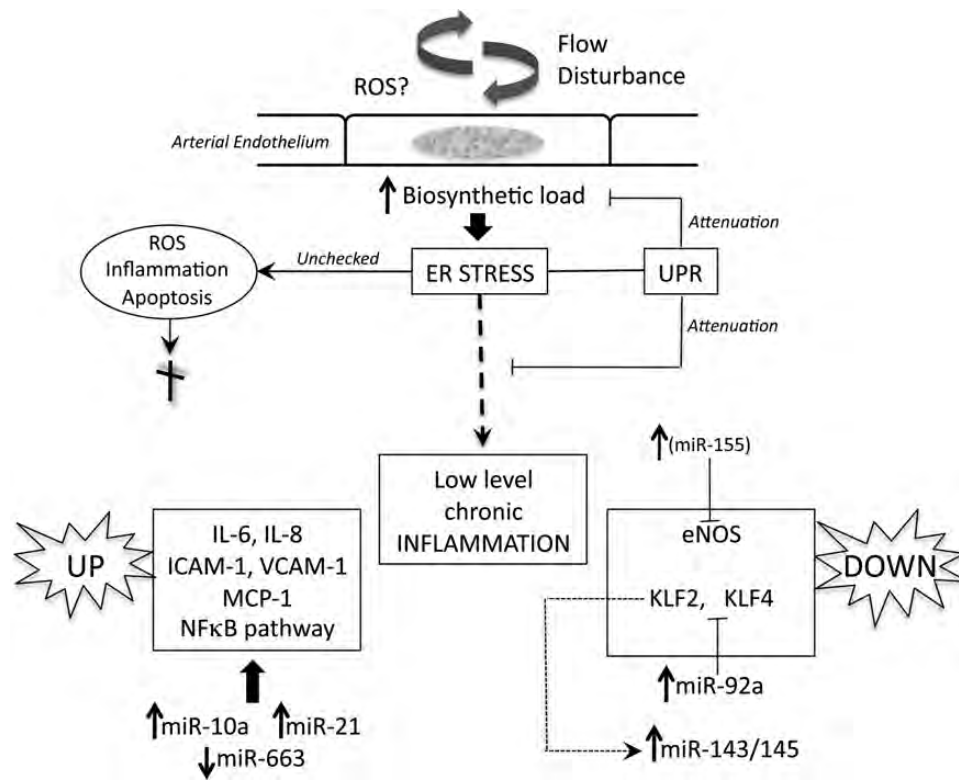 Flow
Disturbance
ROS?
Arterial Endothelium
↑ Biosynthetic load
Attenuation
ROS
Inflammation
Apoptosis
Unchecked
ER STRESS
UPR
Attenuation
↑(miR-155)
Low level
chronic
INFLAMMATION
UP
IL-6, IL-8
ICAM-1, VCAM-1
MCP-1
NFκB pathway
eNOS
KLF2, KLF4
DOWN
↑miR-92a
↑miR-10a ↑miR-21
↓miR-663
↑miR-143/145